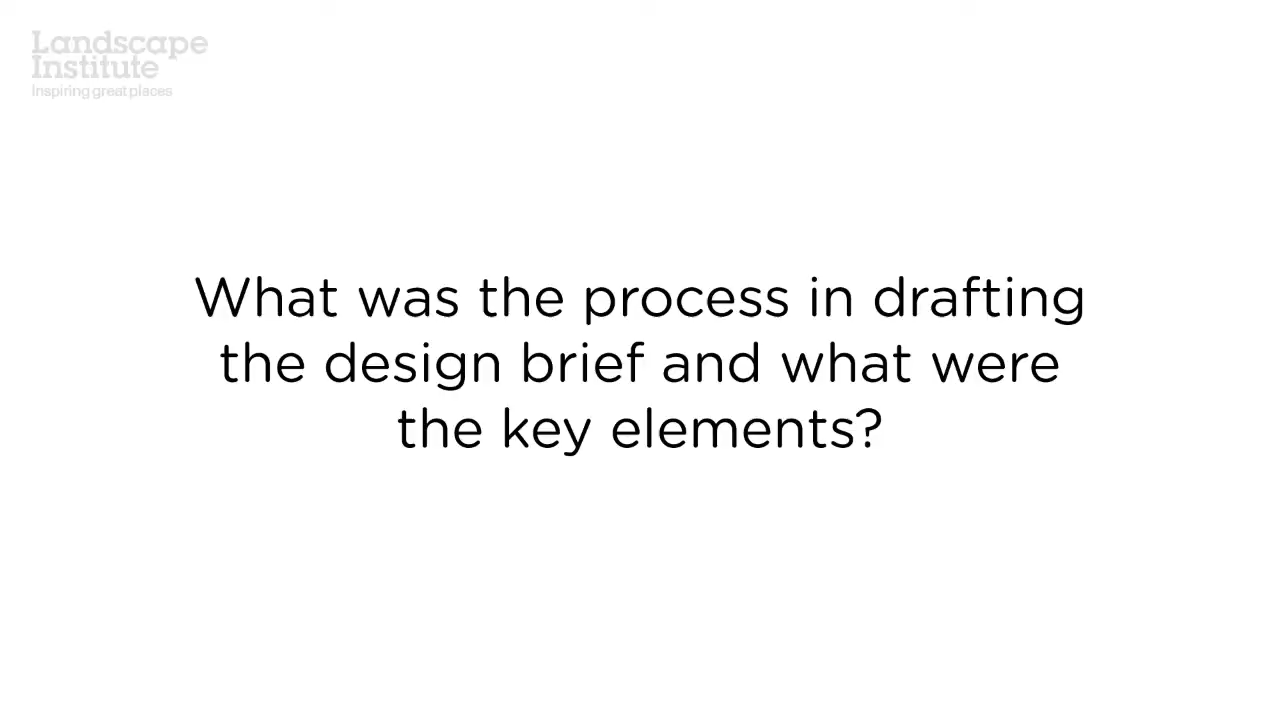 Landscape
Institute
Inspiring great places
What was the process in drafting
the design brief and what were
the key elements?